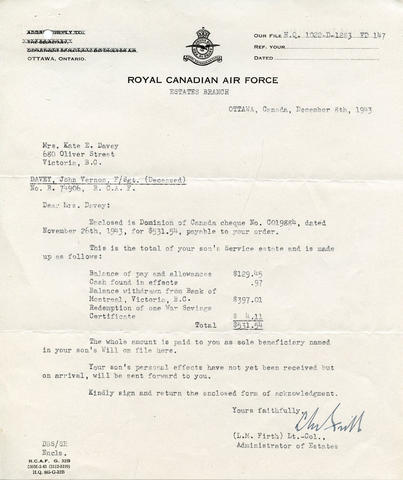 OTTAWA, ONTARIO.
OUR FILE H.Q. 1022-D-1283 FD 147
REF. YOUR
DATED
ROYAL CANADIAN AIR FORCE
ESTATES BRANCH
OTTAWA, Canada, December 8th, 1943
Mrs. Kate E. Davey
680 Oliver Street
Victoria, B.C.
DAVEY, John Vernon, F/Sgt. (Deceased)
No. R. 74906, R.C.A.F.
Dear Mrs. Davey:
Enclosed is Dominion of Canada cheque No. C019884, dated
November 26th, 1943, for $531.54, payable to your order.
This is the total of your son's Service estate and is made
up as follows:
Balance of pay and allowances $129.45
Cash found in effects .97
Balance withdrawn from Bank of
Montreal, Victoria, B.C. $397.01
Redemption of one War Savings
Certificate $ 4.11
Total $531.54
The whole amount is paid to you as sole beneficiary named
in your son's Will on file here.
Your son's personal effects have not yet been received but
on arrival, will be sent forward to you.
Kindly sign and return the enclosed form of acknowledgment.
Yours faithfully,
(L.M. Firth) Lt.-Col.,
Administrator of Estates
Encls.
R.C.A.F. G. 32B